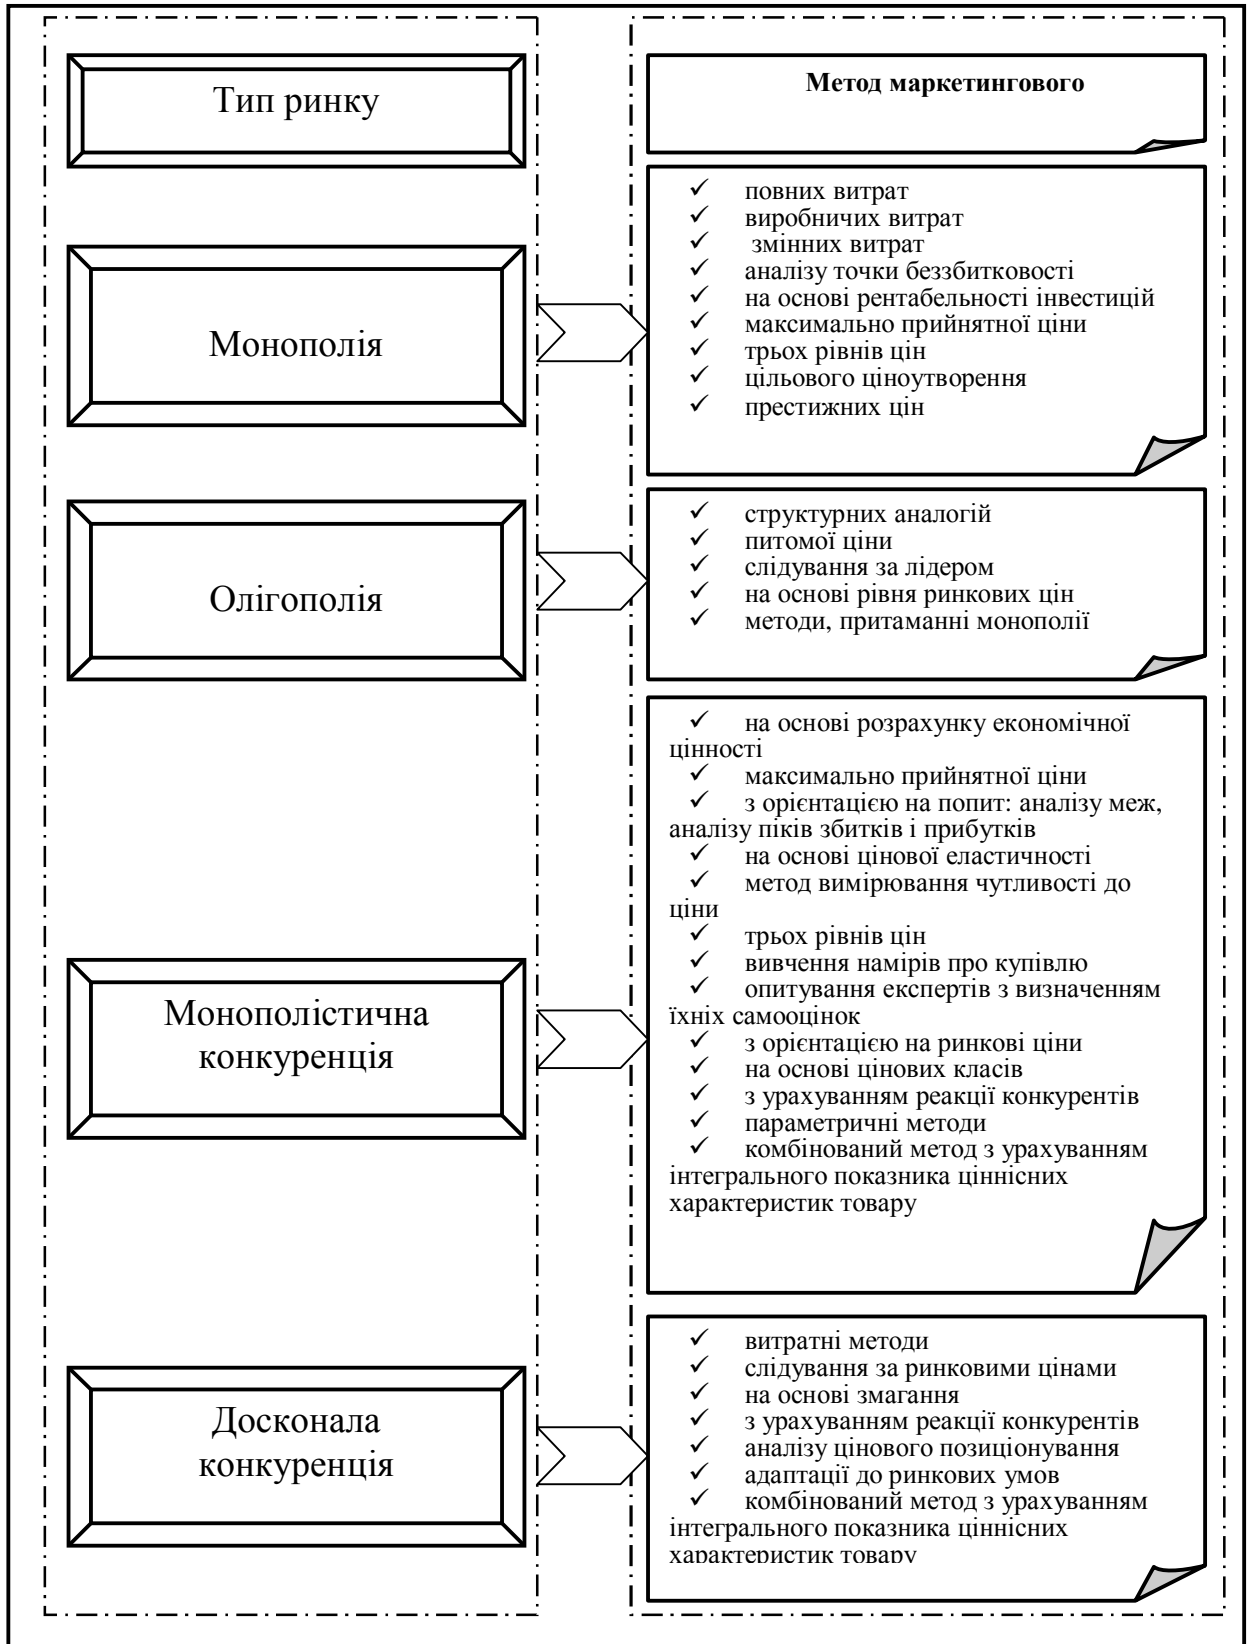 Тип ринку
Метод маркетингового
Монополія
✓ повних витрат
✓ виробничих витрат
✓ змінних витрат
✓ аналізу точки беззбитковості
✓ на основі рентабельності інвестицій
✓ максимально прийнятної ціни
✓ трьох рівнів цін
✓ цільового ціноутворення
✓ престижних цін
Олігополія
✓ структурних аналогій
✓ питомої ціни
✓ слідування за лідером
✓ на основі рівня ринкових цін
✓ методи, притаманні монополії
Монополістична
конкуренція
✓ на основі розрахунку економічної
цінності
✓ максимально прийнятної ціни
✓ з орієнтацією на попит: аналізу меж,
аналізу піків збитків і прибутків
✓ на основі цінової еластичності
✓ метод вимірювання чутливості до
ціни
✓ трьох рівнів цін
✓ вивчення намірів про купівлю
✓ опитування експертів з визначенням
їхніх самооцінок
✓ з орієнтацією на ринкові ціни
✓ на основі цінових класів
✓ з урахуванням реакції конкурентів
✓ параметричні методи
✓ комбінований метод з урахуванням
інтегрального показника ціннісних
характеристик товару
Досконала
конкуренція
✓ витратні методи
✓ слідування за ринковими цінами
✓ на основі змагання
✓ з урахуванням реакції конкурентів
✓ аналізу цінового позиціонування
✓ адаптації до ринкових умов
✓ комбінований метод з урахуванням
інтегрального показника ціннісних
характеристик товару